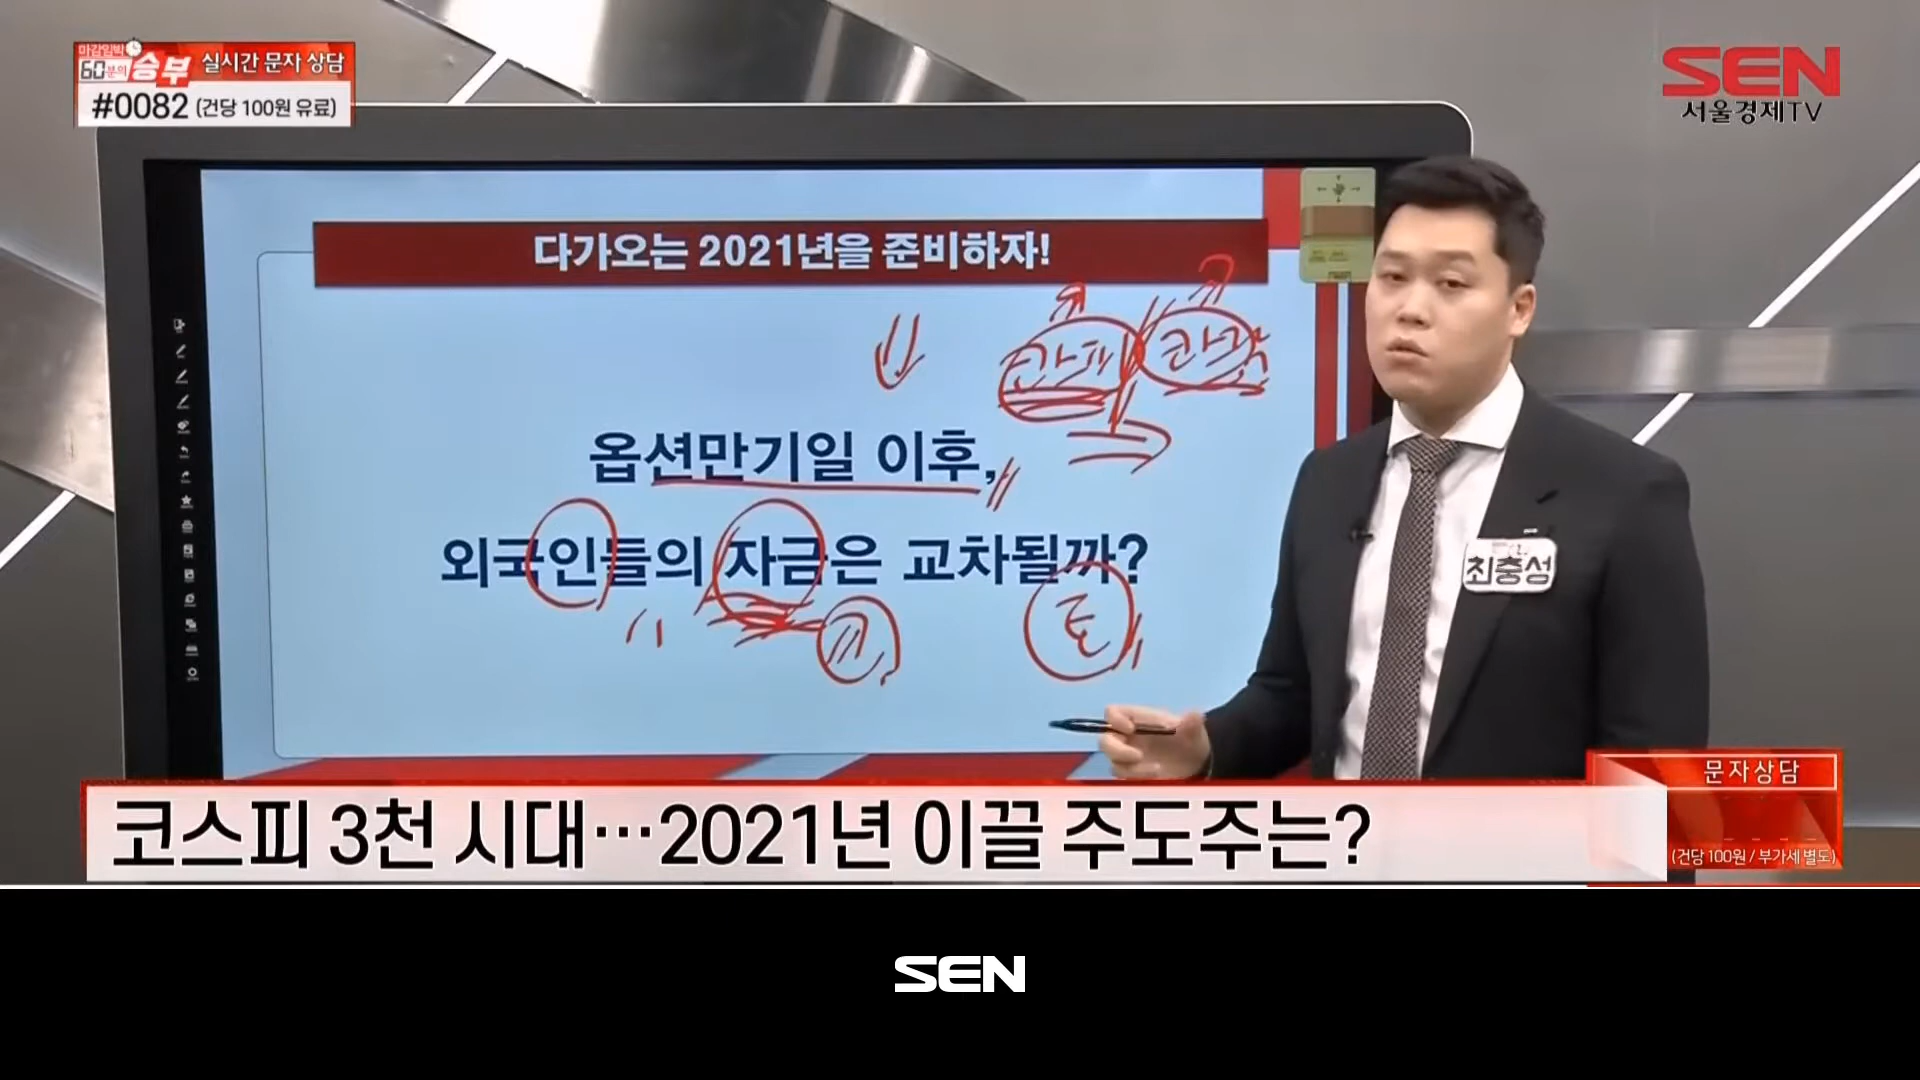 마감임박
60분의 승부 실시간 문자 상담
#0082 (건당 100원 유료)
SEN
서울경제TV
다가오는 2021년을 준비하자!
옵션만기일 이후,
외국인들의 자금은 교차될까?
최충성
문자상담
(건당 100원 / 부가세 별도)
코스피 3천 시대…2021년 이끌 주도주는?
SEN